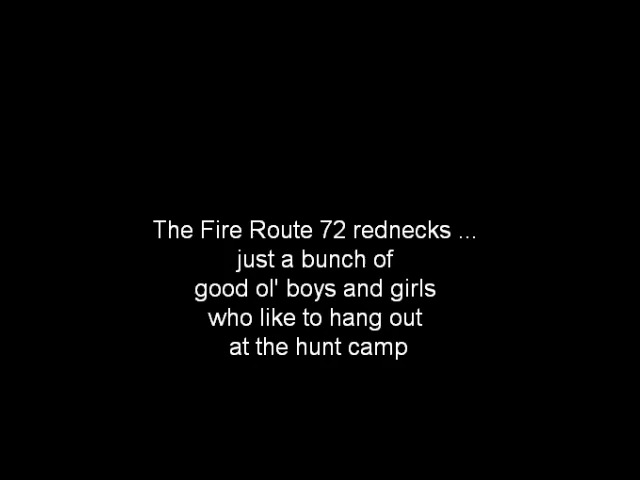 The Fire Route 72 rednecks ...
just a bunch of
good ol' boys and girls
who like to hang out
at the hunt camp